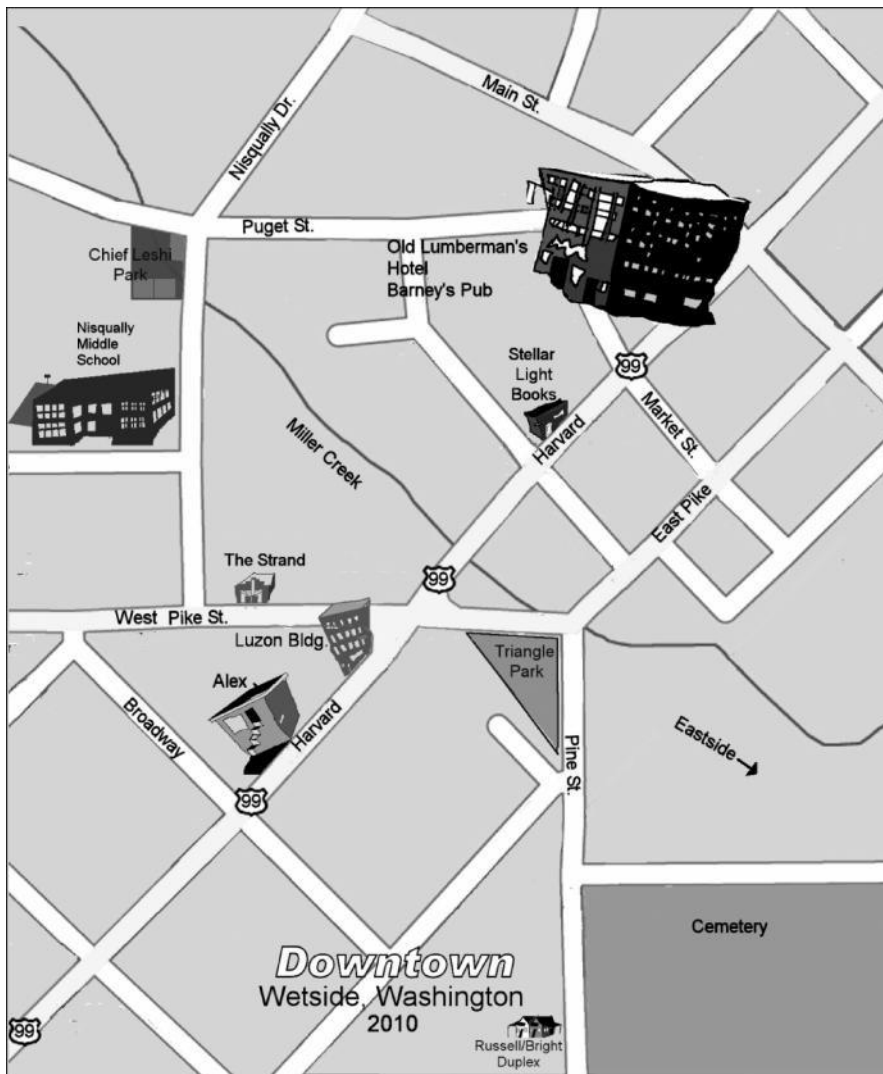 Main St.
Nisqually Dr.
Puget St.
Old Lumberman's
Hotel
Barney's Pub
Chief Leshi
Park
Nisqually
Middle
School
Stellar
Light
Books
99
Market St.
Harvard
Miller Creek
East Pike
The Strand
99
West Pike St.
Luzon Bldg.
Triangle
Park
Alex
Harvard
Broadway
Eastside
Pine St.
99
Cemetery
Downtown
Wetside, Washington
2010
99
Russell/Bright
Duplex